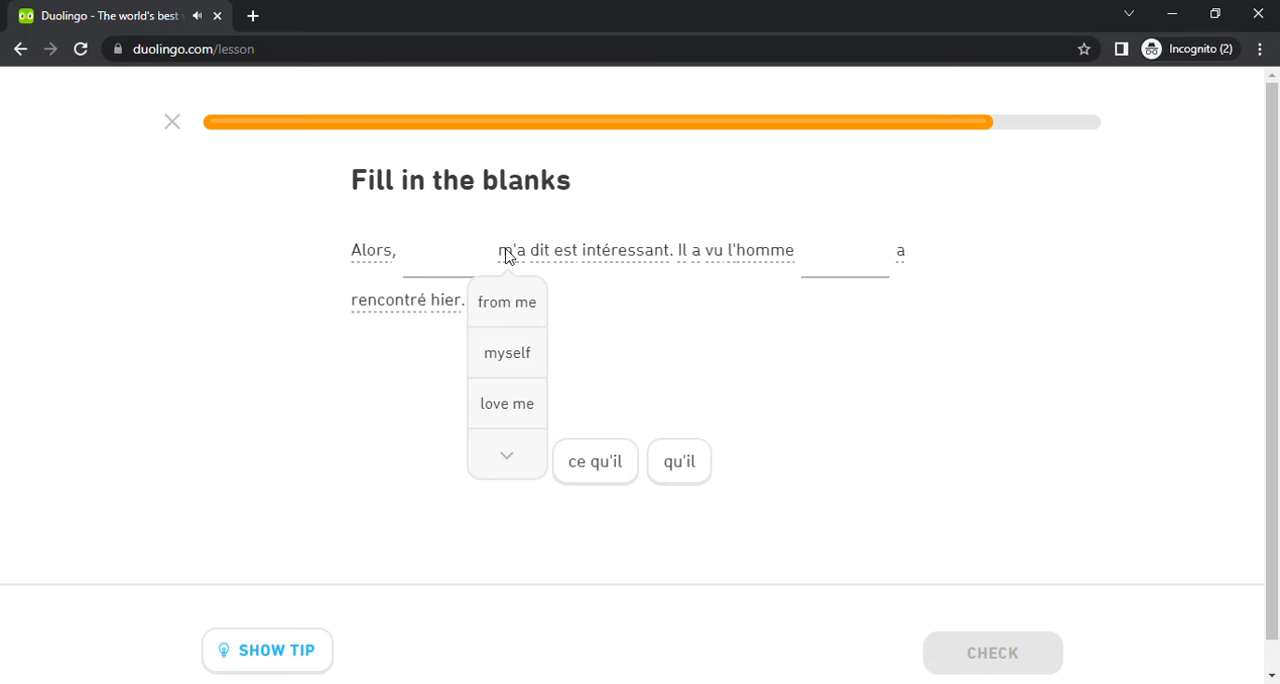 Duolingo - The world's best
duolingo.com/lesson
Incognito (2)
Fill in the blanks
Alors, m'a dit est intéressant. Il a vu l'homme a
rencontré hier.
from me
myself
love me
ce qu'il qu'il
SHOW TIP
CHECK